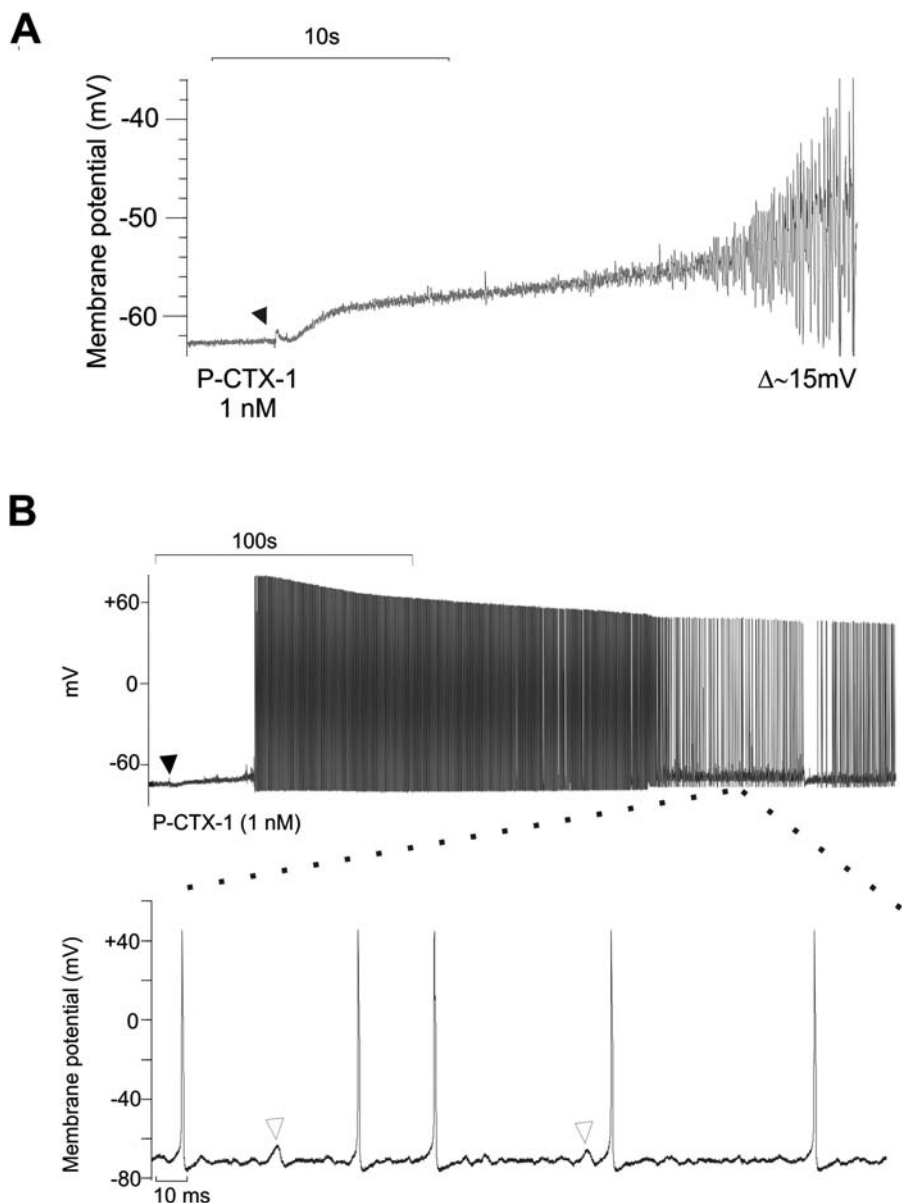 A
10s
Membrane potential (mV)
-40
-50
-60
P-CTX-1
1 nM
Δ~15mV
B
100s
mV
+60
0
-60
P-CTX-1 (1 nM)
Membrane potential (mV)
+40
0
-40
-80
10 ms